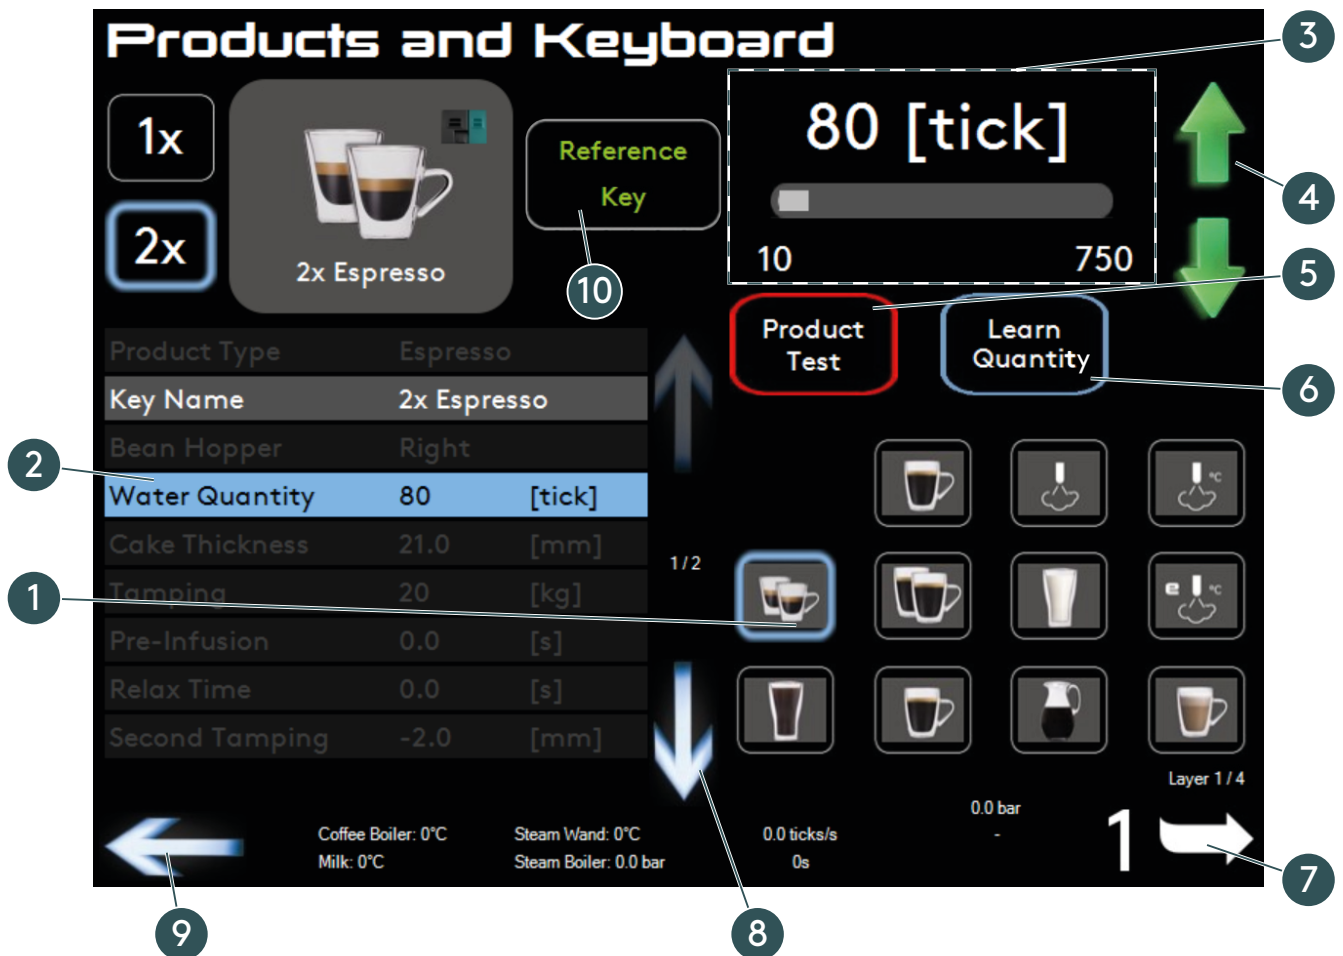 Products and Keyboard
3
1x
Reference
Key
80 [tick]
4
2x
2x Espresso
10
10 750
5
Product
Test
Learn
Quantity
6
Product Type Espresso
Key Name 2x Espresso
Bean Hopper Right
2
Water Quantity 80 [tick]
Cake Thickness 21.0 [mm]
1/2
1
Tamping 20 [kg]
Pre-Infusion 0.0 [s]
Relax Time 0.0 [s]
Second Tamping -2.0 [mm]
°C
e °C
Layer 1 / 4
Coffee Boiler: 0°C Steam Wand: 0°C 0.0 ticks/s 0.0 bar
Milk: 0°C Steam Boiler: 0.0 bar 0s -
1
7
9
8